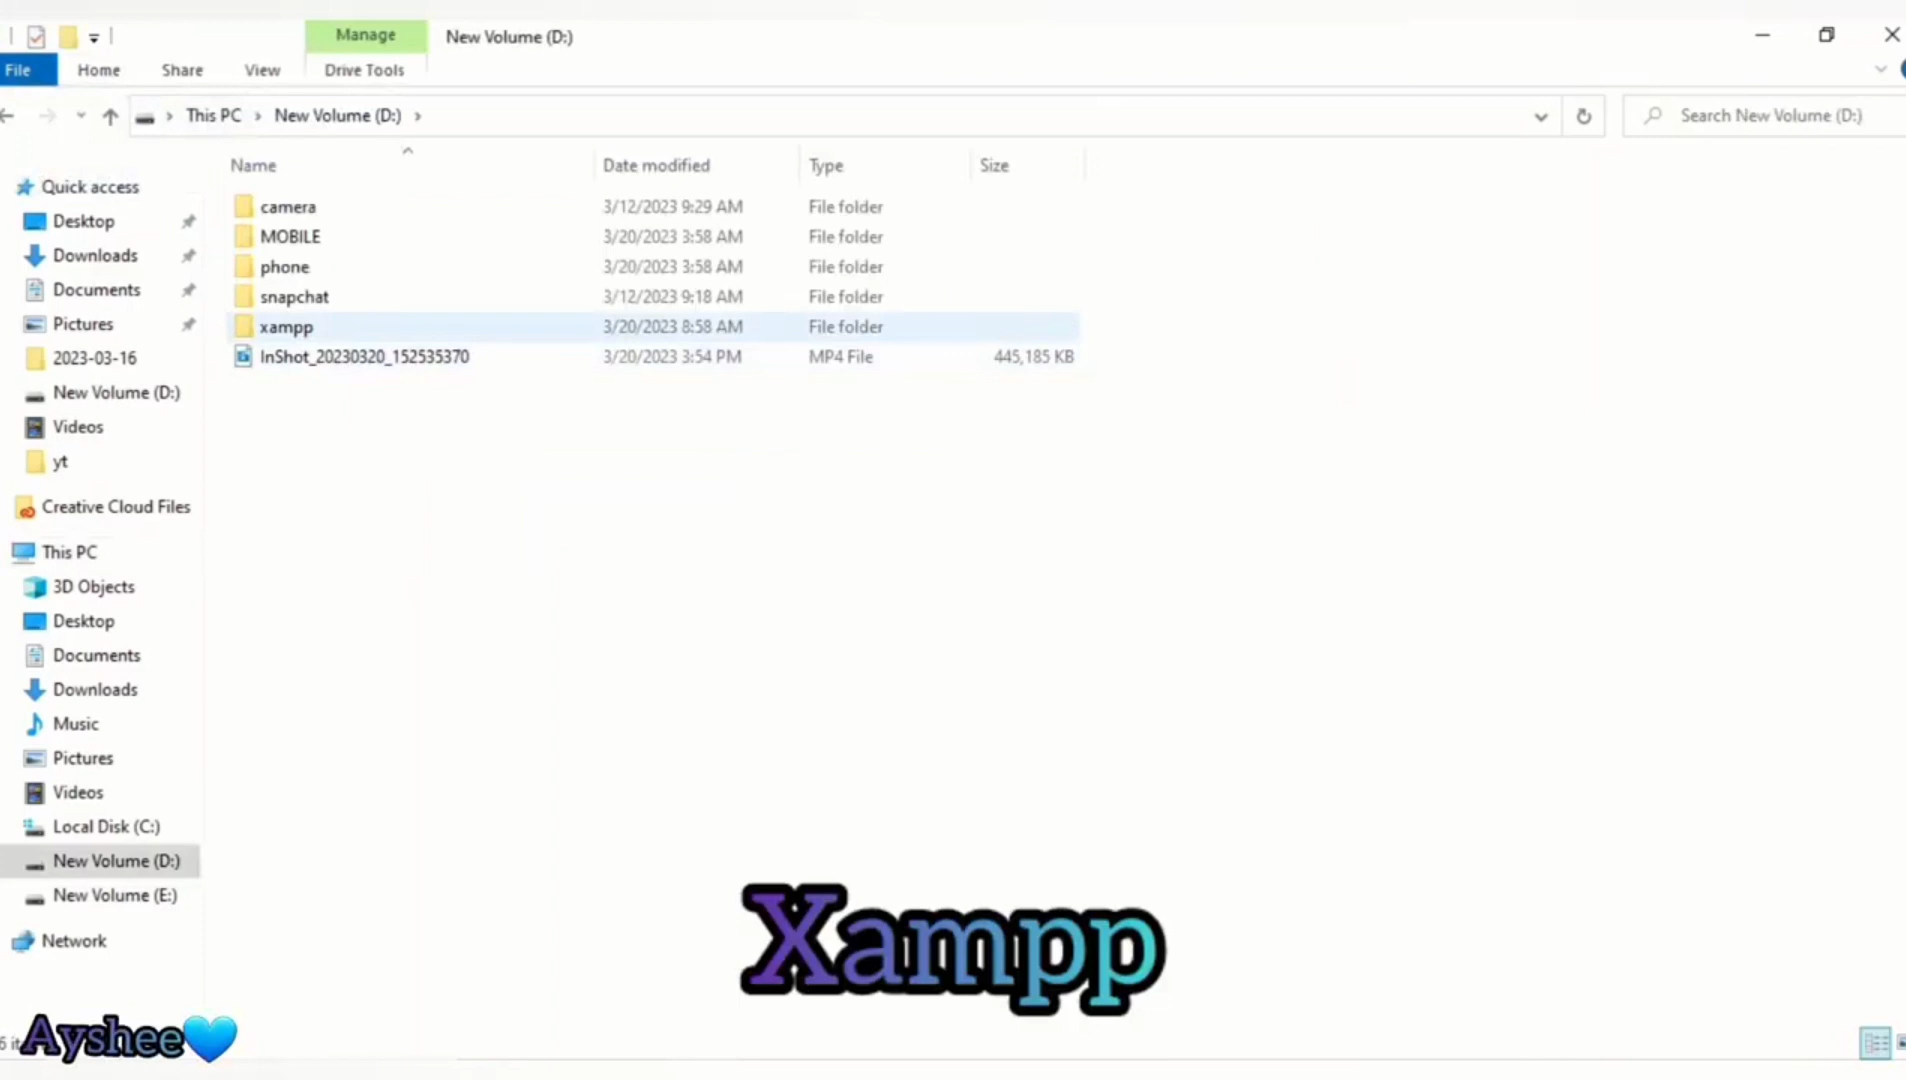 Manage New Volume (D:)
File Home Share View Drive Tools
This PC New Volume (D:) Search New Volume (D:)
Name Date modified Type Size
Quick access
Desktop
Downloads
Documents
Pictures
2023-03-16
New Volume (D:)
Videos
yt
Creative Cloud Files
This PC
3D Objects
Desktop
Documents
Downloads
Music
Pictures
Videos
Local Disk (C:)
New Volume (D:)
New Volume (E:)
Network
camera 3/12/2023 9:29 AM File folder
MOBILE 3/20/2023 3:58 AM File folder
phone 3/20/2023 3:58 AM File folder
snapchat 3/12/2023 9:18 AM File folder
xampp 3/20/2023 8:58 AM File folder
InShot_20230320_152535370 3/20/2023 3:54 PM MP4 File 445,185 KB
Xampp
Ayshee💙